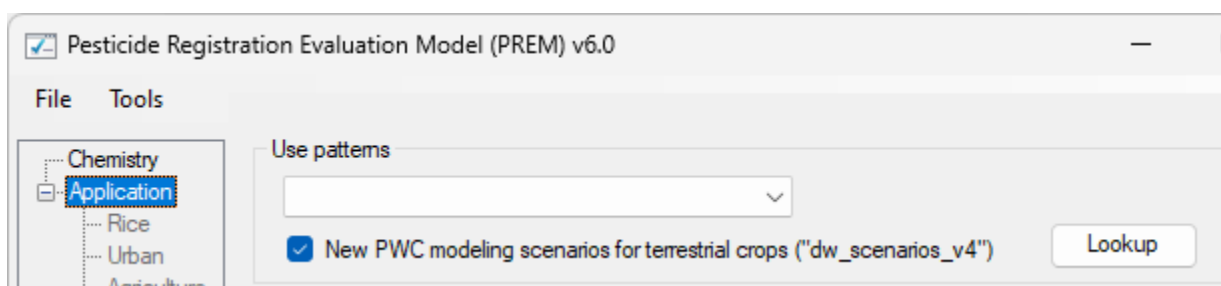 Pesticide Registration Evaluation Model (PREM) v6.0
File Tools
Chemistry
Application
Rice
Urban
Agriculture
Use patterns
New PWC modeling scenarios for terrestrial crops ("dw_scenarios_v4")
Lookup